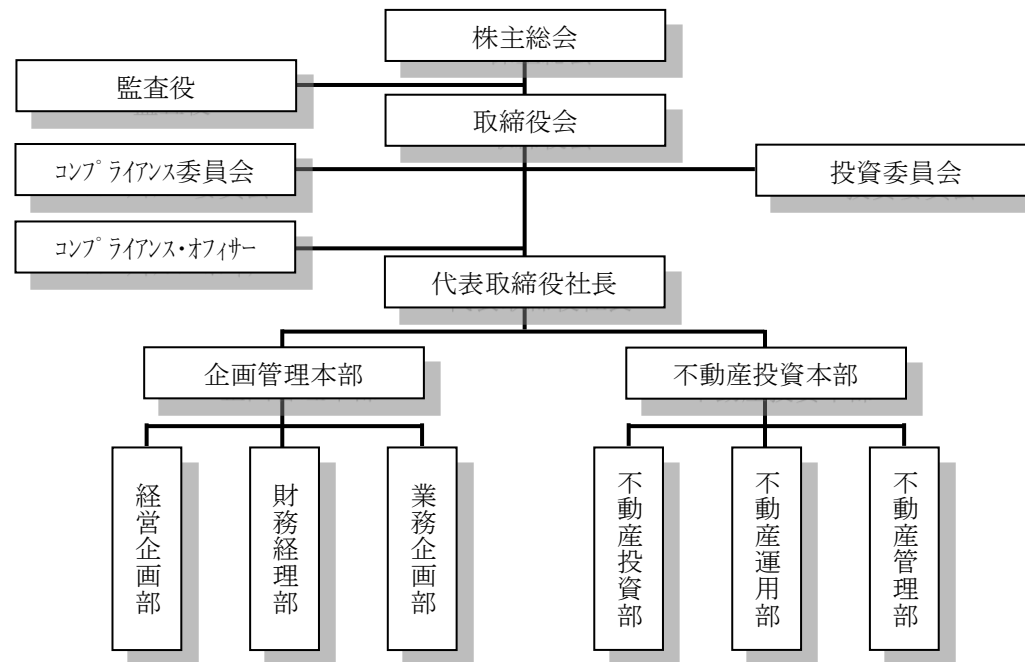 株主総会
監査役
取締役会
コンプライアンス委員会
投資委員会
コンプライアンス・オフィサー
代表取締役社長
企画管理本部
不動産投資本部
経営企画部
財務経理部
業務企画部
不動産投資部
不動産運用部
不動産管理部